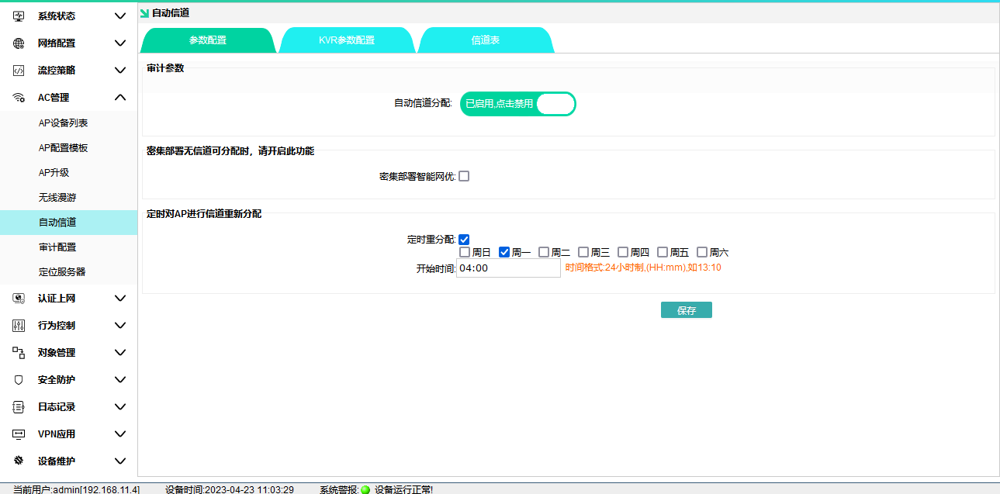 系统状态
网络配置
流控策略
AC管理
AP设备列表
AP配置模板
AP升级
无线漫游
自动信道
审计配置
定位服务器
认证上网
行为控制
对象管理
安全防护
日志记录
VPN应用
设备维护
自动信道
参数配置 KVR参数配置 信道表
审计参数
自动信道分配: 已启用,点击禁用
密集部署无信道可分配时，请开启此功能
密集部署智能网优:
定时对AP进行信道重新分配
定时重分配:
周日 周一 周二 周三 周四 周五 周六
开始时间: 04:00 时间格式:24小时制,(HH:mm),如13:10
保存
当前用户:admin[192.168.11.4] 设备时间:2023-04-23 11:03:29 系统警报: 设备运行正常!